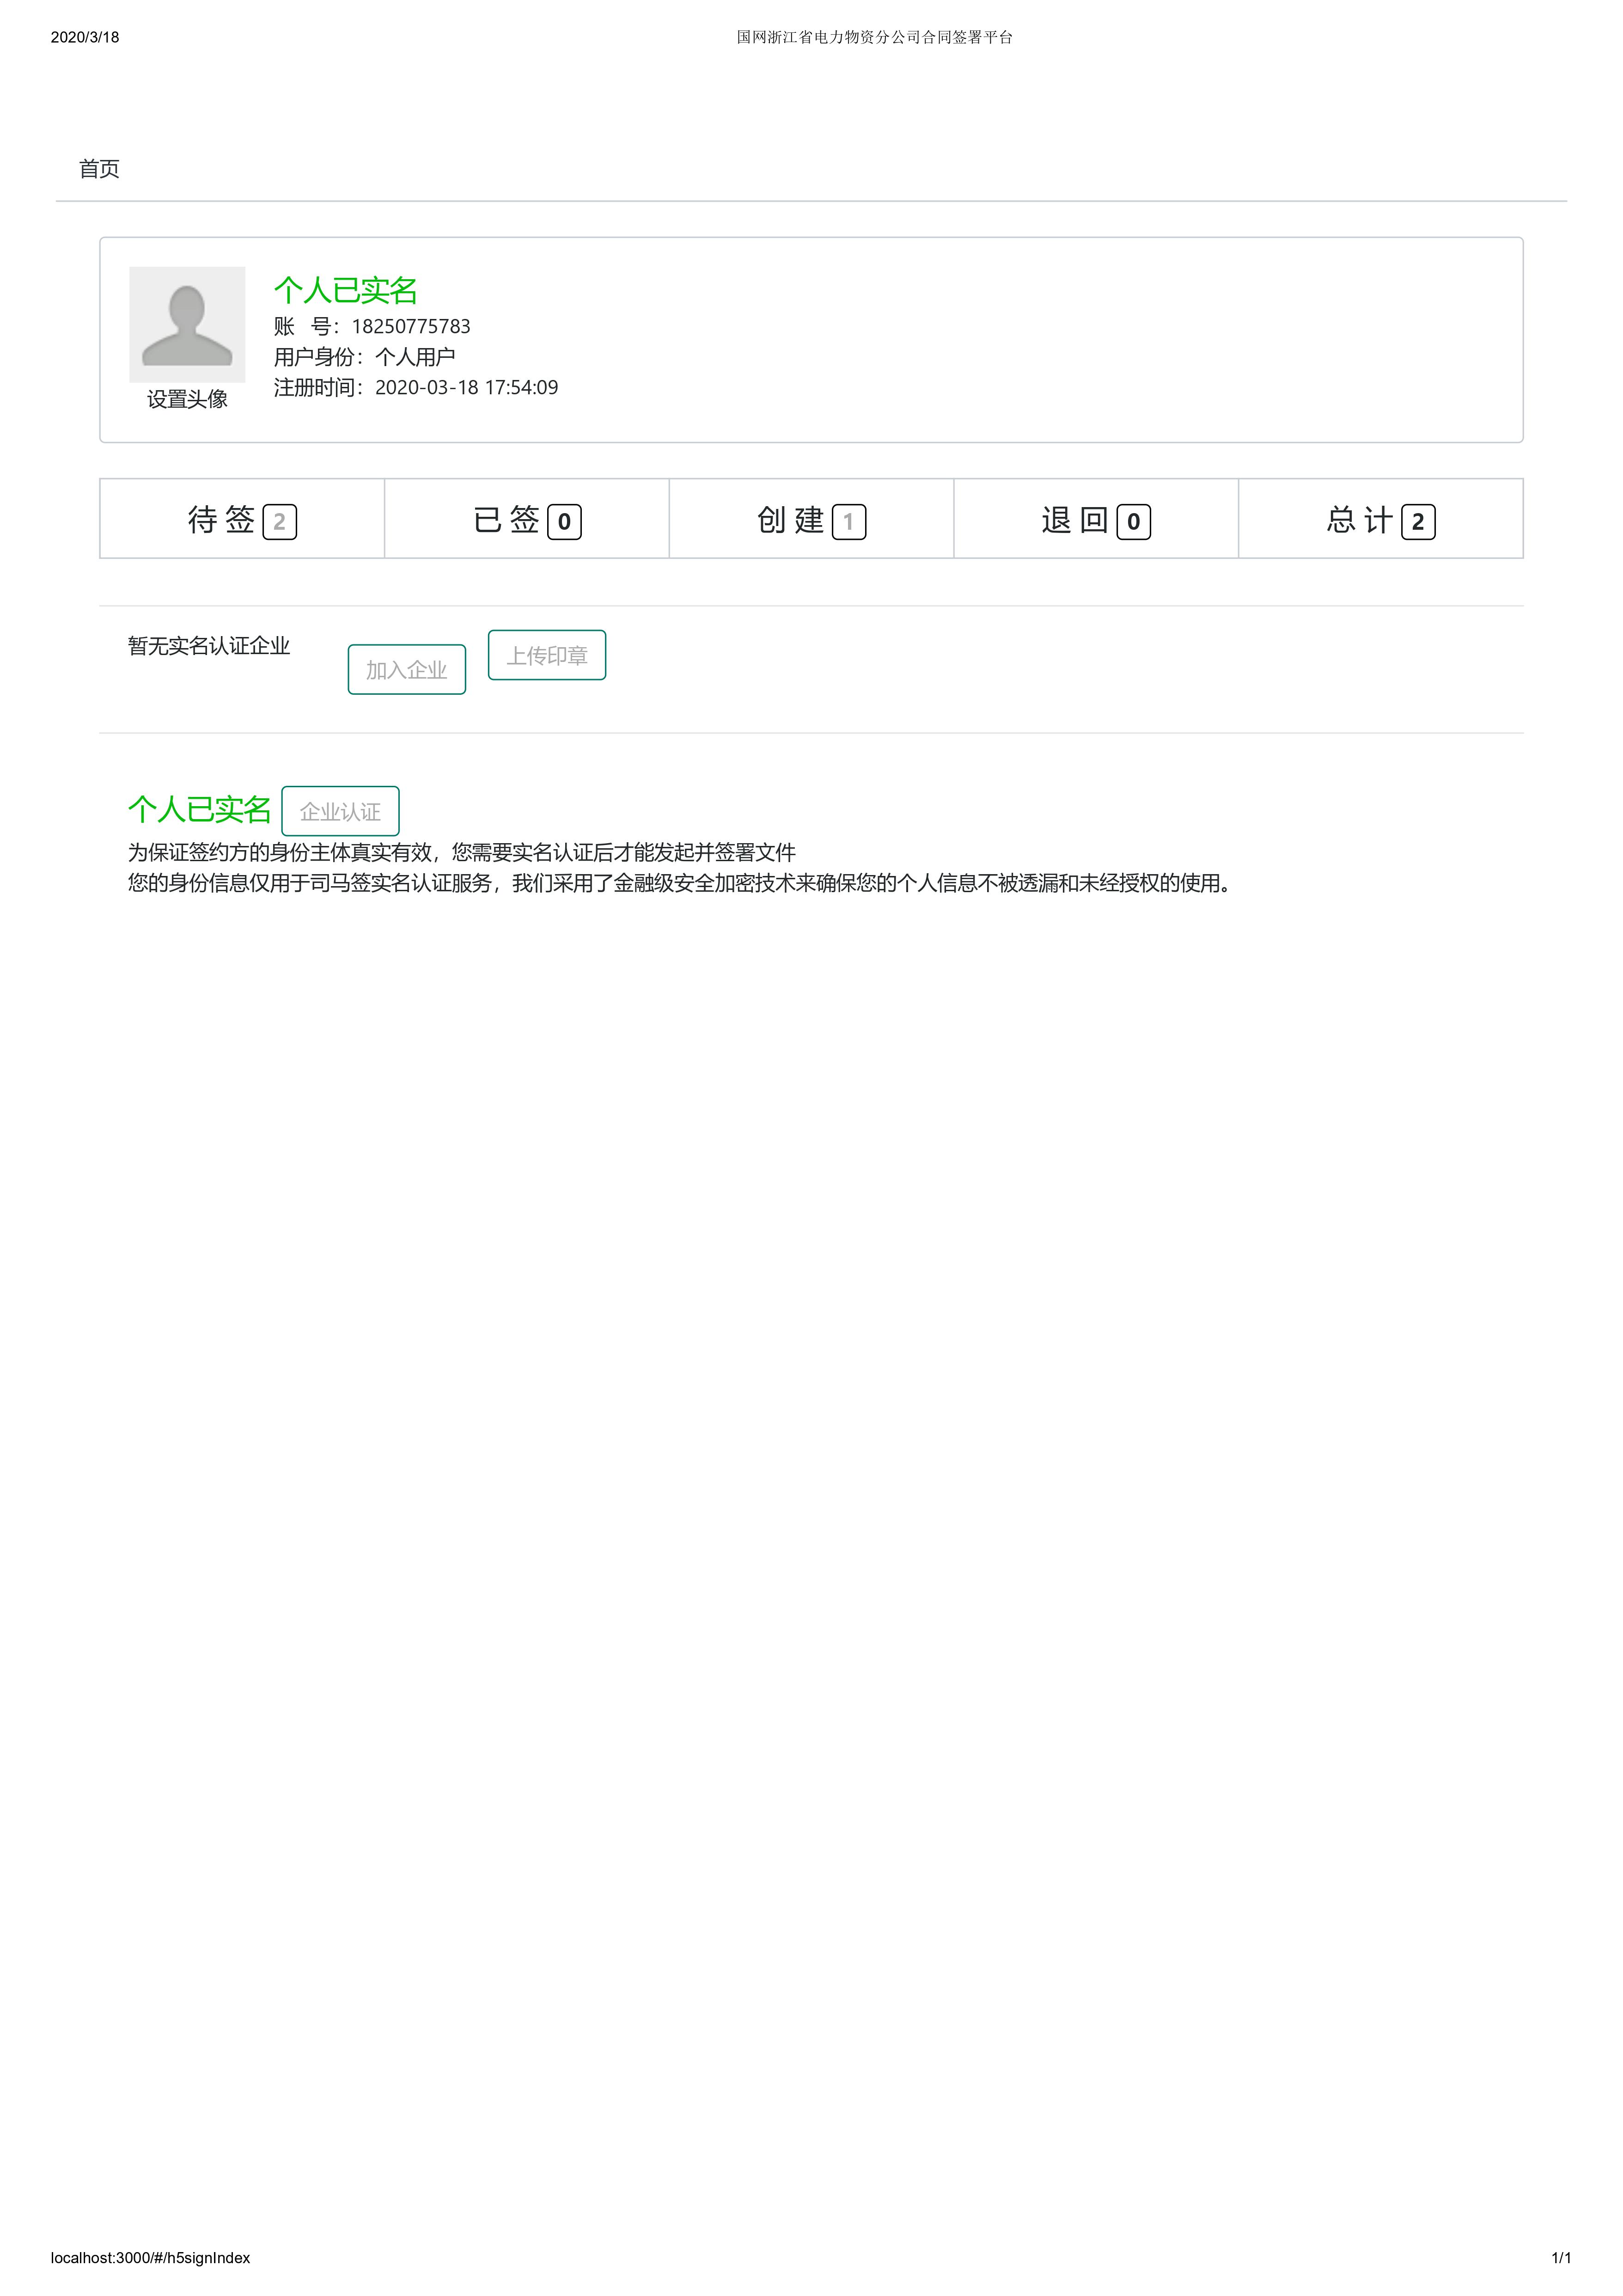 2020/3/18
国网浙江省电力物资分公司合同签署平台
首页
个人已实名
账 号：18250775783
用户身份：个人用户
注册时间：2020-03-18 17:54:09
设置头像
待 签 2
已 签 0
创 建 1
退 回 0
总 计 2
暂无实名认证企业
加入企业
上传印章
个人已实名 企业认证
为保证签约方的身份主体真实有效，您需要实名认证后才能发起并签署文件
您的身份信息仅用于司马签实名认证服务，我们采用了金融级安全加密技术来确保您的个人信息不被透漏和未经授权的使用。
localhost:3000/#/h5signIndex
1/1